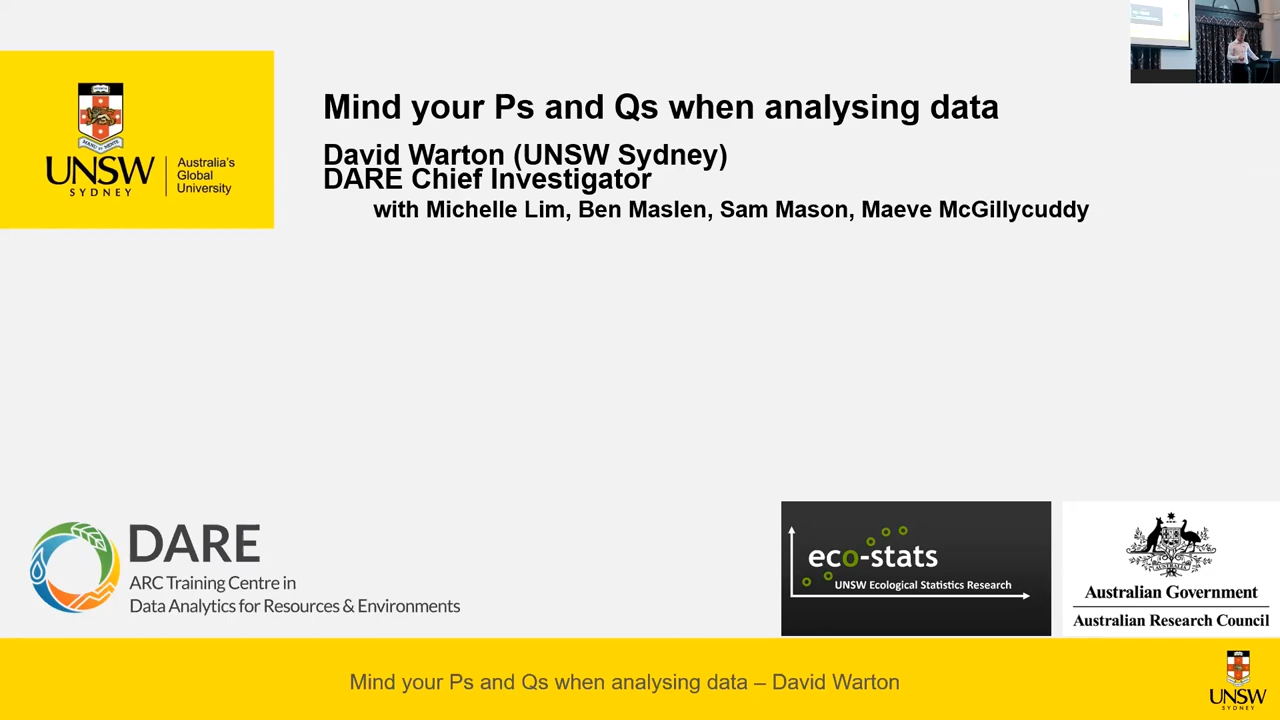 Mind your Ps and Qs when analysing data
David Warton (UNSW Sydney)
DARE Chief Investigator
with Michelle Lim, Ben Maslen, Sam Mason, Maeve McGillycuddy
UNSW
SYDNEY
Australia's
Global
University
DARE
ARC Training Centre in
Data Analytics for Resources & Environments
eco-stats
UNSW Ecological Statistics Research
Australian Government
Australian Research Council
Mind your Ps and Qs when analysing data – David Warton
UNSW
SYDNEY